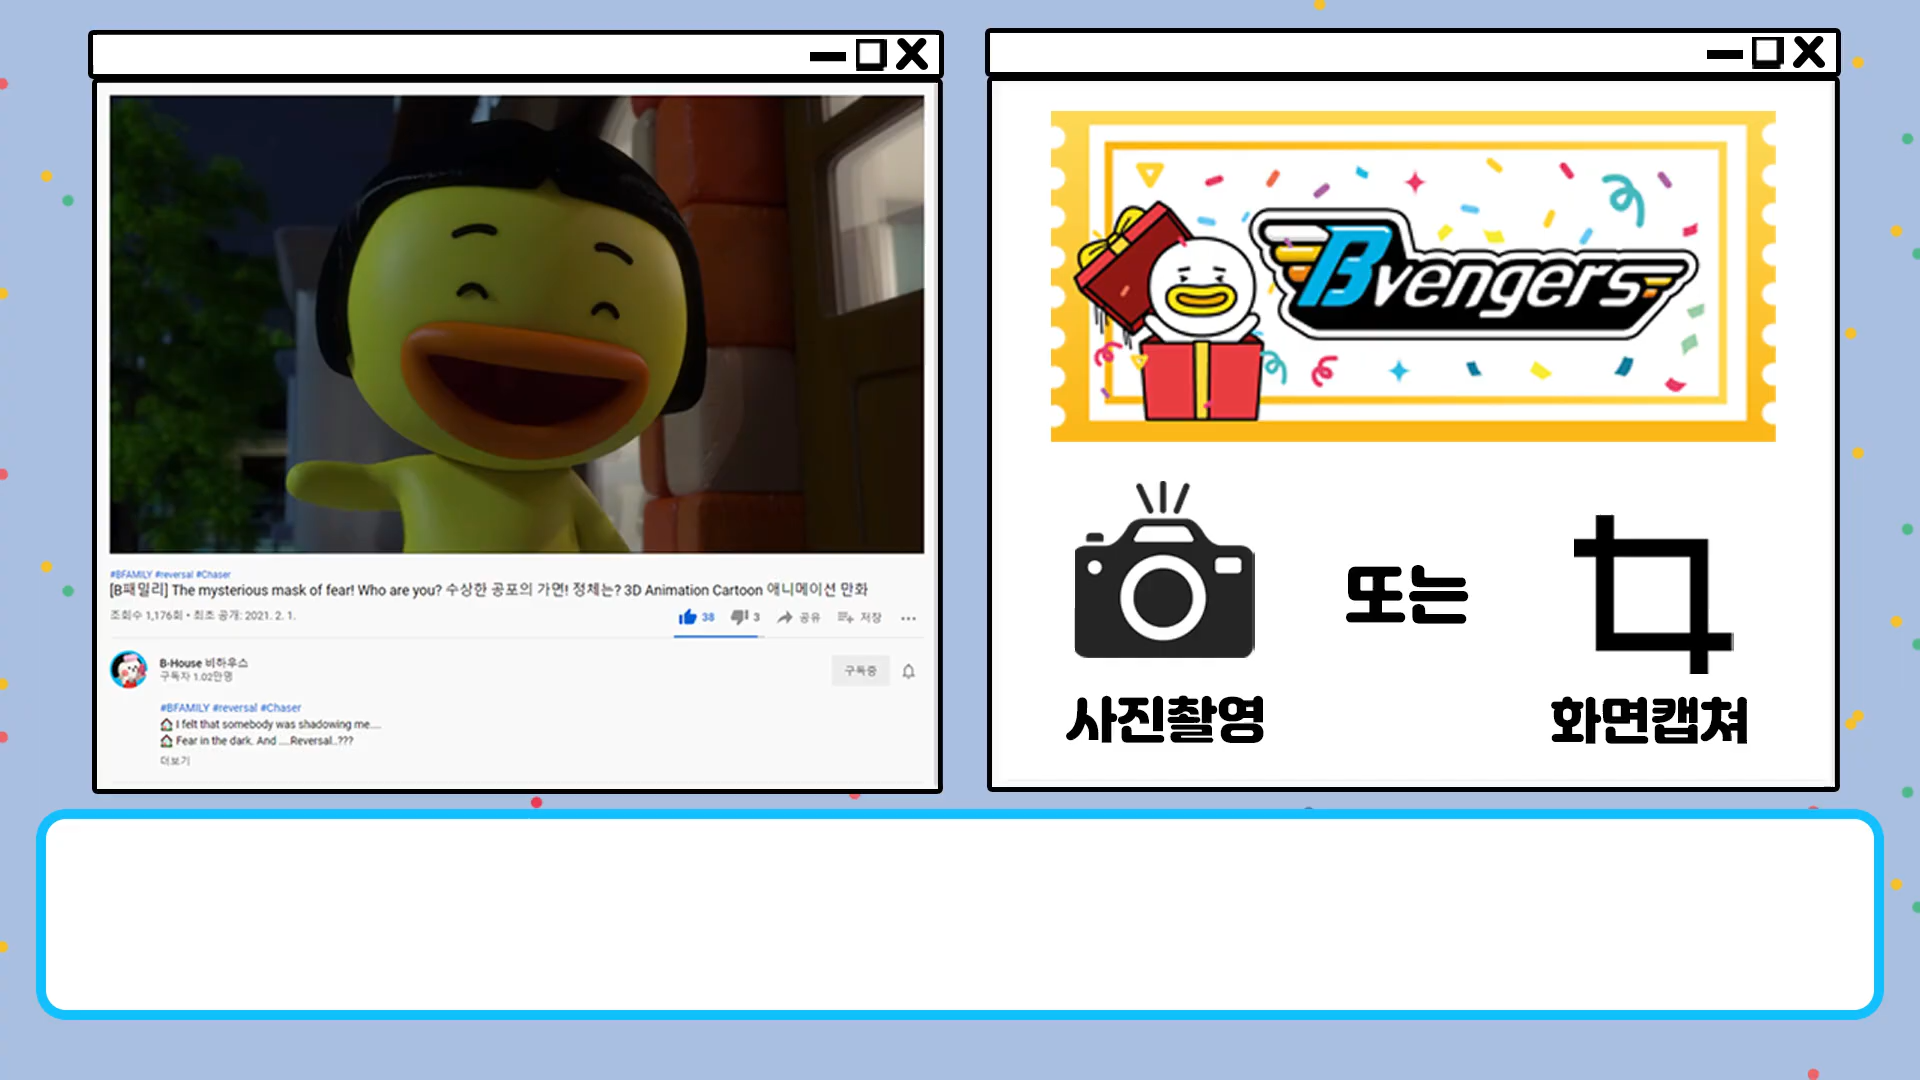 #BFAMILY #reversal #Chaser
[B패밀리] The mysterious mask of fear! Who are you? 수상한 공포의 가면! 정체는? 3D Animation Cartoon 애니메이션 만화
조회수 1,176회 • 최초 공개: 2021. 2. 1.
38 3 공유 저장
B-House 비하우스
구독자 1.02만명
구독중
#BFAMILY #reversal #Chaser
I felt that somebody was shadowing me....
Fear in the dark. And ....Reversal..???
더보기
Bvengers
또는
사진촬영
화면캡쳐